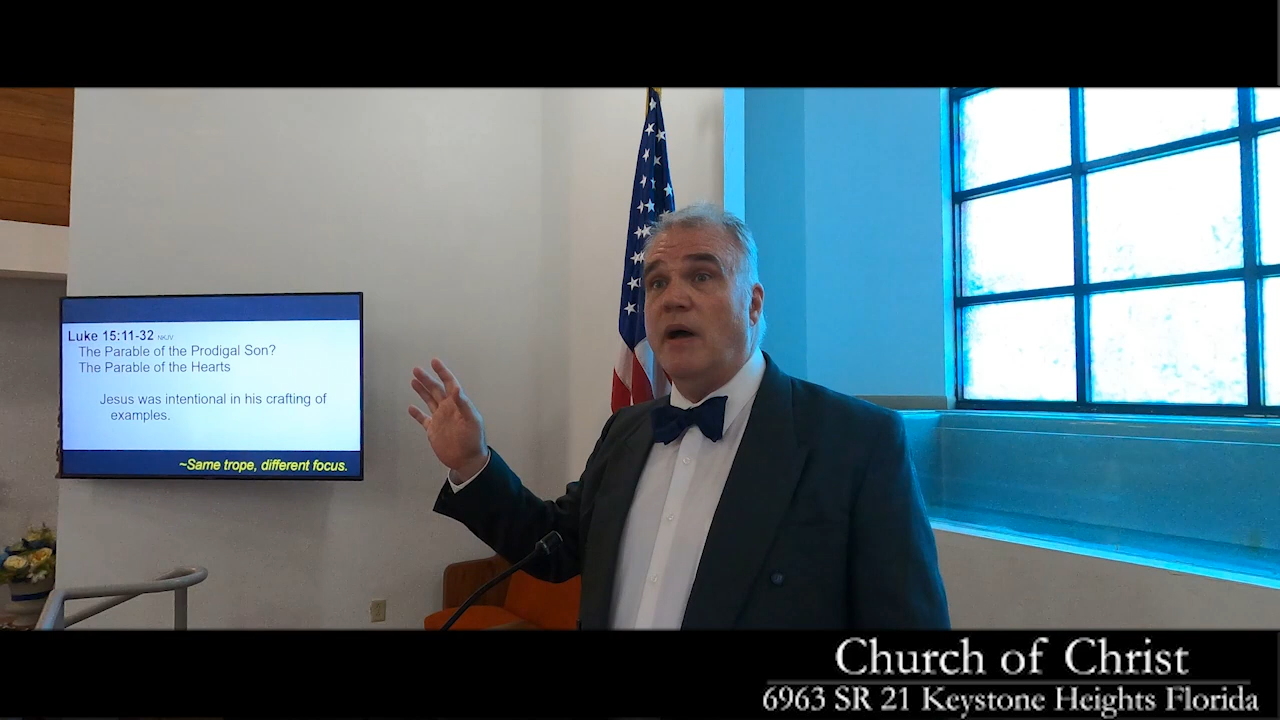 Luke 15:11-32 NKJV
The Parable of the Prodigal Son?
The Parable of the Hearts
Jesus was intentional in his crafting of
examples.
~Same trope, different focus.
Church of Christ
6963 SR 21 Keystone Heights Florida